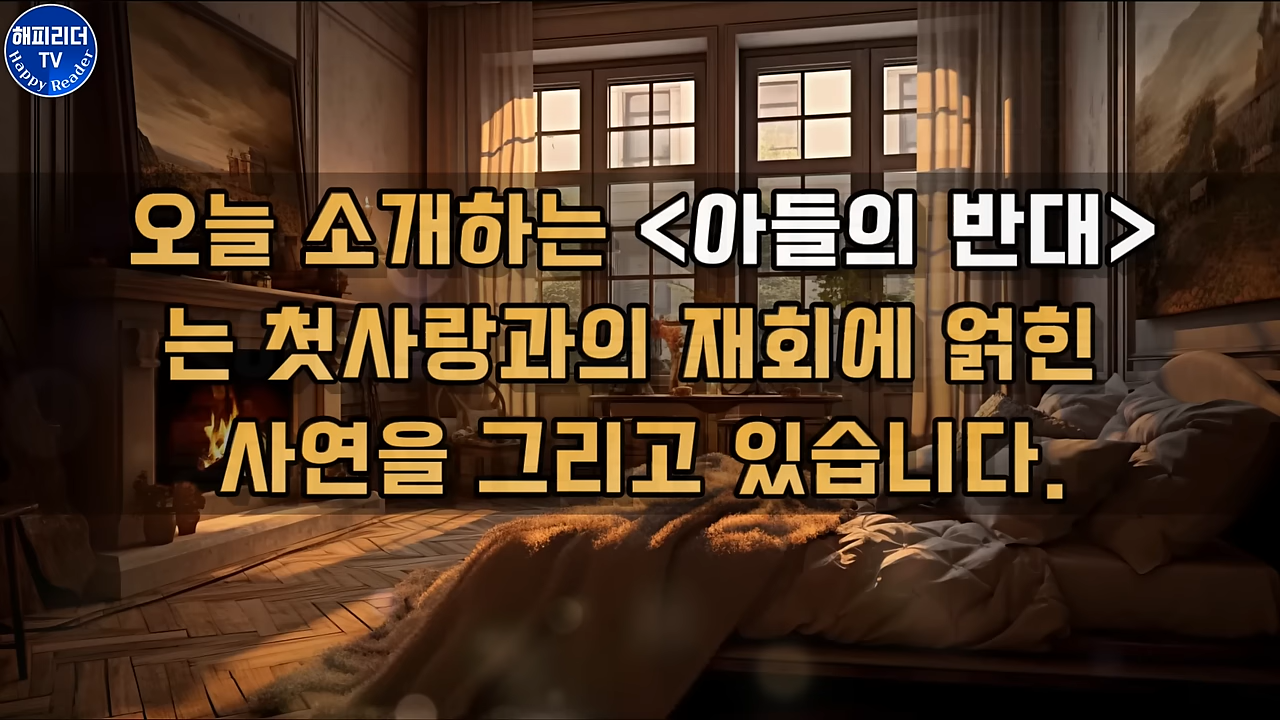 해피리더
TV
Happy Reader
오늘 소개하는 <아들의 반대>
는 첫사랑과의 재회에 얽힌
사연을 그리고 있습니다.